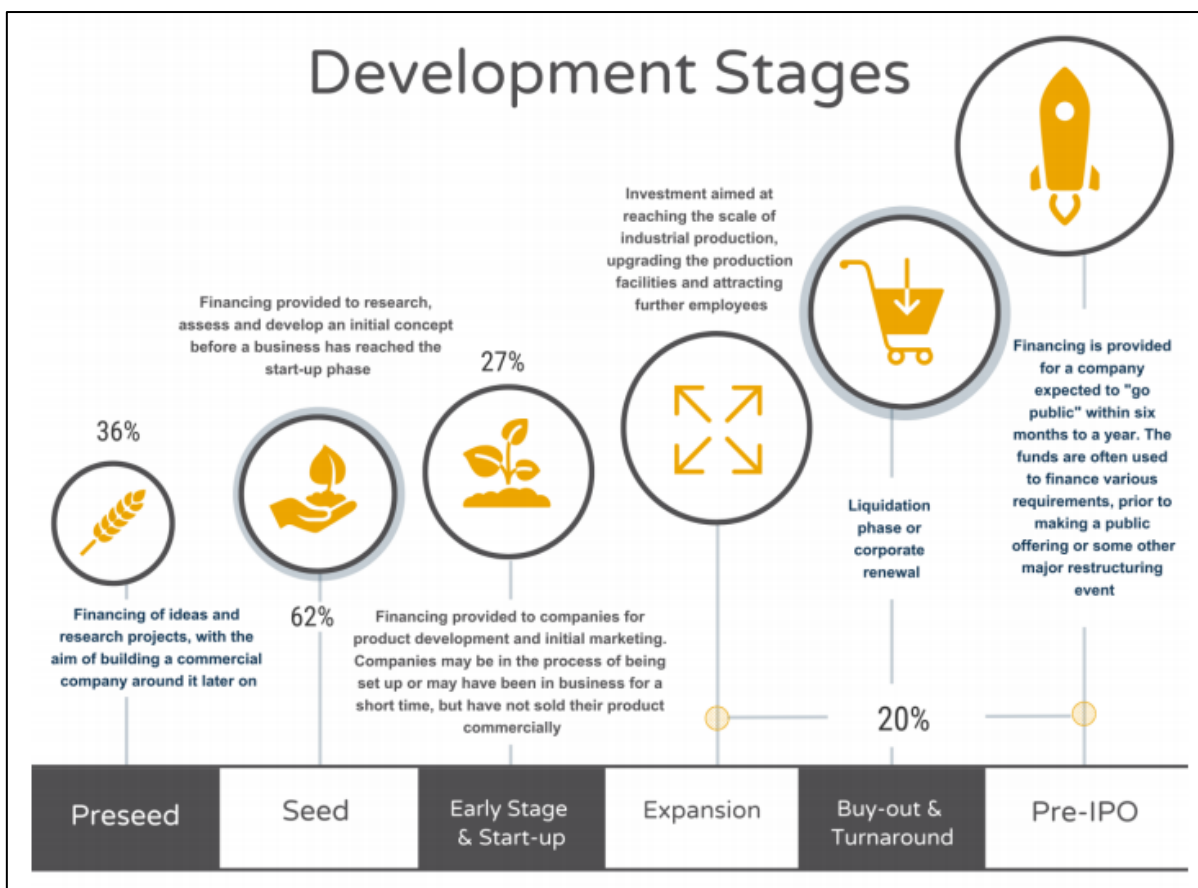 Development Stages
Investment aimed at
reaching the scale of
industrial production,
upgrading the production
facilities and attracting
further employees
Financing provided to research,
assess and develop an initial concept
before a business has reached the
start-up phase
27%
36%
Financing is provided
for a company
expected to "go
public" within six
months to a year. The
funds are often used
to finance various
requirements, prior to
making a public
offering or some other
major restructuring
event
Liquidation
phase or
corporate
renewal
Financing of ideas and
research projects, with the
aim of building a commercial
company around it later on
62%
Financing provided to companies for
product development and initial marketing.
Companies may be in the process of being
set up or may have been in business for a
short time, but have not sold their product
commercially
20%
Preseed
Seed
Early Stage
& Start-up
Expansion
Buy-out &
Turnaround
Pre-IPO